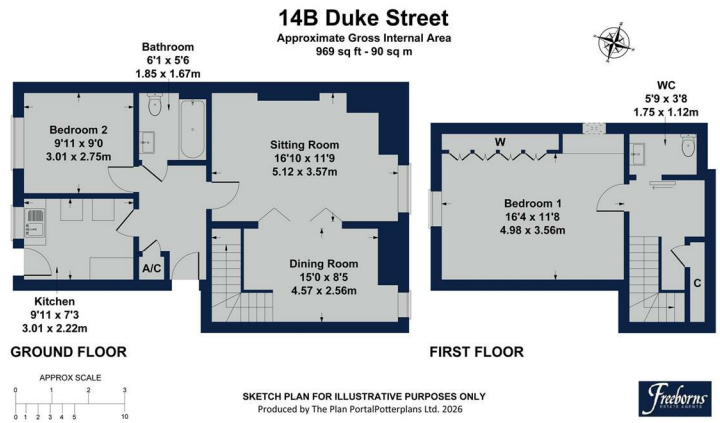 14B Duke Street
Approximate Gross Internal Area
969 sq ft - 90 sq m
Bathroom
6'1 x 5'6
1.85 x 1.67m
Bedroom 2
9'11 x 9'0
3.01 x 2.75m
Sitting Room
16'10 x 11'9
5.12 x 3.57m
Dining Room
15'0 x 8'5
4.57 x 2.56m
A/C
Kitchen
9'11 x 7'3
3.01 x 2.22m
GROUND FLOOR
WC
5'9 x 3'8
1.75 x 1.12m
W
Bedroom 1
16'4 x 11'8
4.98 x 3.56m
C
FIRST FLOOR
APPROX SCALE
0 1 2 3
0 1 2 3 4 5 10
SKETCH PLAN FOR ILLUSTRATIVE PURPOSES ONLY
Produced by The Plan PortalPotterplans Ltd. 2026
Freeborns
ESTATE AGENTS